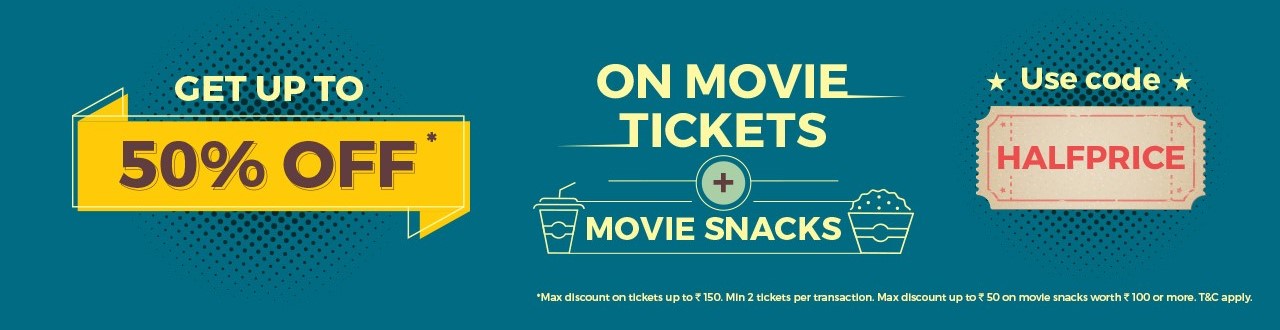 GET UP TO
50% OFF*
ON MOVIE
TICKETS
+
MOVIE SNACKS
Use code
HALFPRICE
*Max discount on tickets up to ₹ 150. Min 2 tickets per transaction. Max discount up to ₹ 50 on movie snacks worth ₹ 100 or more. T&C apply.